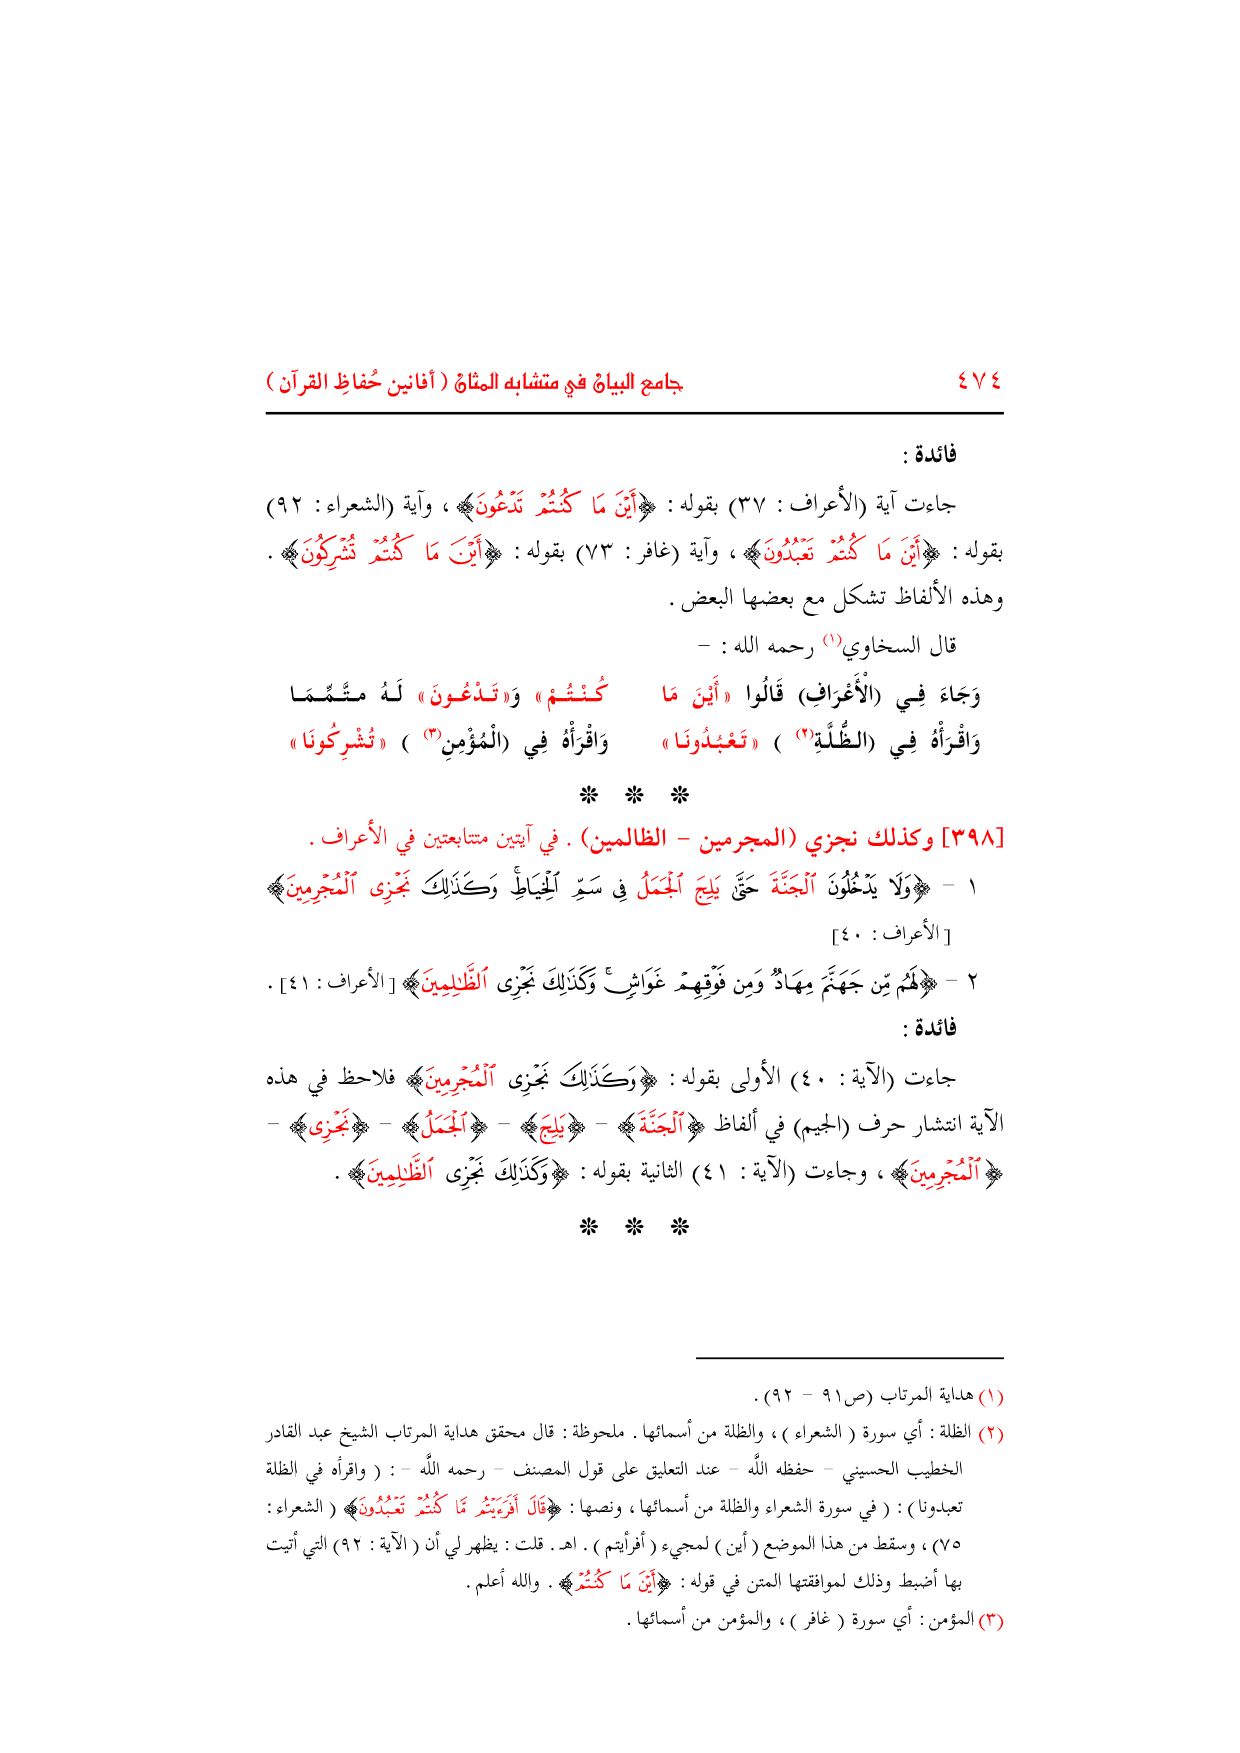 ٤٧٤ جامع البيان في متشابه المثان ( أفانين حُفاظِ القرآن )
فائدة :
جاءت آية (الأعراف : ٣٧) بقوله : ﴿أَيْنَ مَا كُنتُمْ تَدْعُونَ﴾ ، وآية (الشعراء : ٩٢)
بقوله : ﴿أَيْنَ مَا كُنتُمْ تَعْبُدُونَ﴾ ، وآية (غافر : ٧٣) بقوله : ﴿أَيْنَ مَا كُنتُمْ تُشْرِكُونَ﴾ .
وهذه الألفاظ تشكل مع بعضها البعض .
قال السخاوي(١) رحمه الله : –
وَجَاءَ فِـي (الْأَعْرَافِ) قَالُوا «أَيْنَ مَا كُـنْـتُـمْ» وَ«تَـدْعُـونَ» لَـهُ مـتَّـمِّـمَـا
وَاقْـرَأْهُ فِـي (الـظُّـلَّـةِ(٢) ) «تَـعْـبُـدُونَـا» وَاقْرَأْهُ فِـي (الْمُؤْمِنِ(٣) ) «تُشْرِكُونَا»
❊ ❊ ❊
[٣٩٨] وكذلك نجزي (المجرمين – الظالمين) . في آيتين متتابعتين في الأعراف .
١ – ﴿وَلَا يَدْخُلُونَ ٱلْجَنَّةَ حَتَّىٰ يَلِجَ ٱلْجَمَلُ فِى سَمِّ ٱلْخِيَاطِ ۚ وَكَذَٰلِكَ نَجْزِى ٱلْمُجْرِمِينَ﴾
[الأعراف : ٤٠]
٢ – ﴿لَهُم مِّن جَهَنَّمَ مِهَادٌ وَمِن فَوْقِهِمْ غَوَاشٍ ۚ وَكَذَٰلِكَ نَجْزِى ٱلظَّـٰلِمِينَ﴾ [الأعراف : ٤١] .
فائدة :
جاءت (الآية : ٤٠) الأولى بقوله : ﴿وَكَذَٰلِكَ نَجْزِى ٱلْمُجْرِمِينَ﴾ فلاحظ في هذه
الآية انتشار حرف (الجيم) في ألفاظ ﴿ٱلْجَنَّةَ﴾ – ﴿يَلِجَ﴾ – ﴿ٱلْجَمَلُ﴾ – ﴿نَجْزِى﴾ –
﴿ٱلْمُجْرِمِينَ﴾ ، وجاءت (الآية : ٤١) الثانية بقوله : ﴿وَكَذَٰلِكَ نَجْزِى ٱلظَّـٰلِمِينَ﴾ .
❊ ❊ ❊
(١) هداية المرتاب (ص٩١ – ٩٢) .
(٢) الظلة : أي سورة ( الشعراء ) ، والظلة من أسمائها . ملحوظة : قال محقق هداية المرتاب الشيخ عبد القادر
الخطيب الحسيني – حفظه اللَّه – عند التعليق على قول المصنف – رحمه اللَّه – : ( واقرأه في الظلة
تعبدونا ) : ( في سورة الشعراء والظلة من أسمائها ، ونصها : ﴿قَالَ أَفَرَءَيْتُم مَّا كُنتُمْ تَعْبُدُونَ﴾ ( الشعراء :
٧٥) ، وسقط من هذا الموضع ( أين ) لمجيء ( أفرأيتم ) . اهـ . قلت : يظهر لي أن ( الآية : ٩٢) التي أتيت
بها أضبط وذلك لموافقتها المتن في قوله : ﴿أَيْنَ مَا كُنتُمْ﴾ . والله أعلم .
(٣) المؤمن : أي سورة ( غافر ) ، والمؤمن من أسمائها .